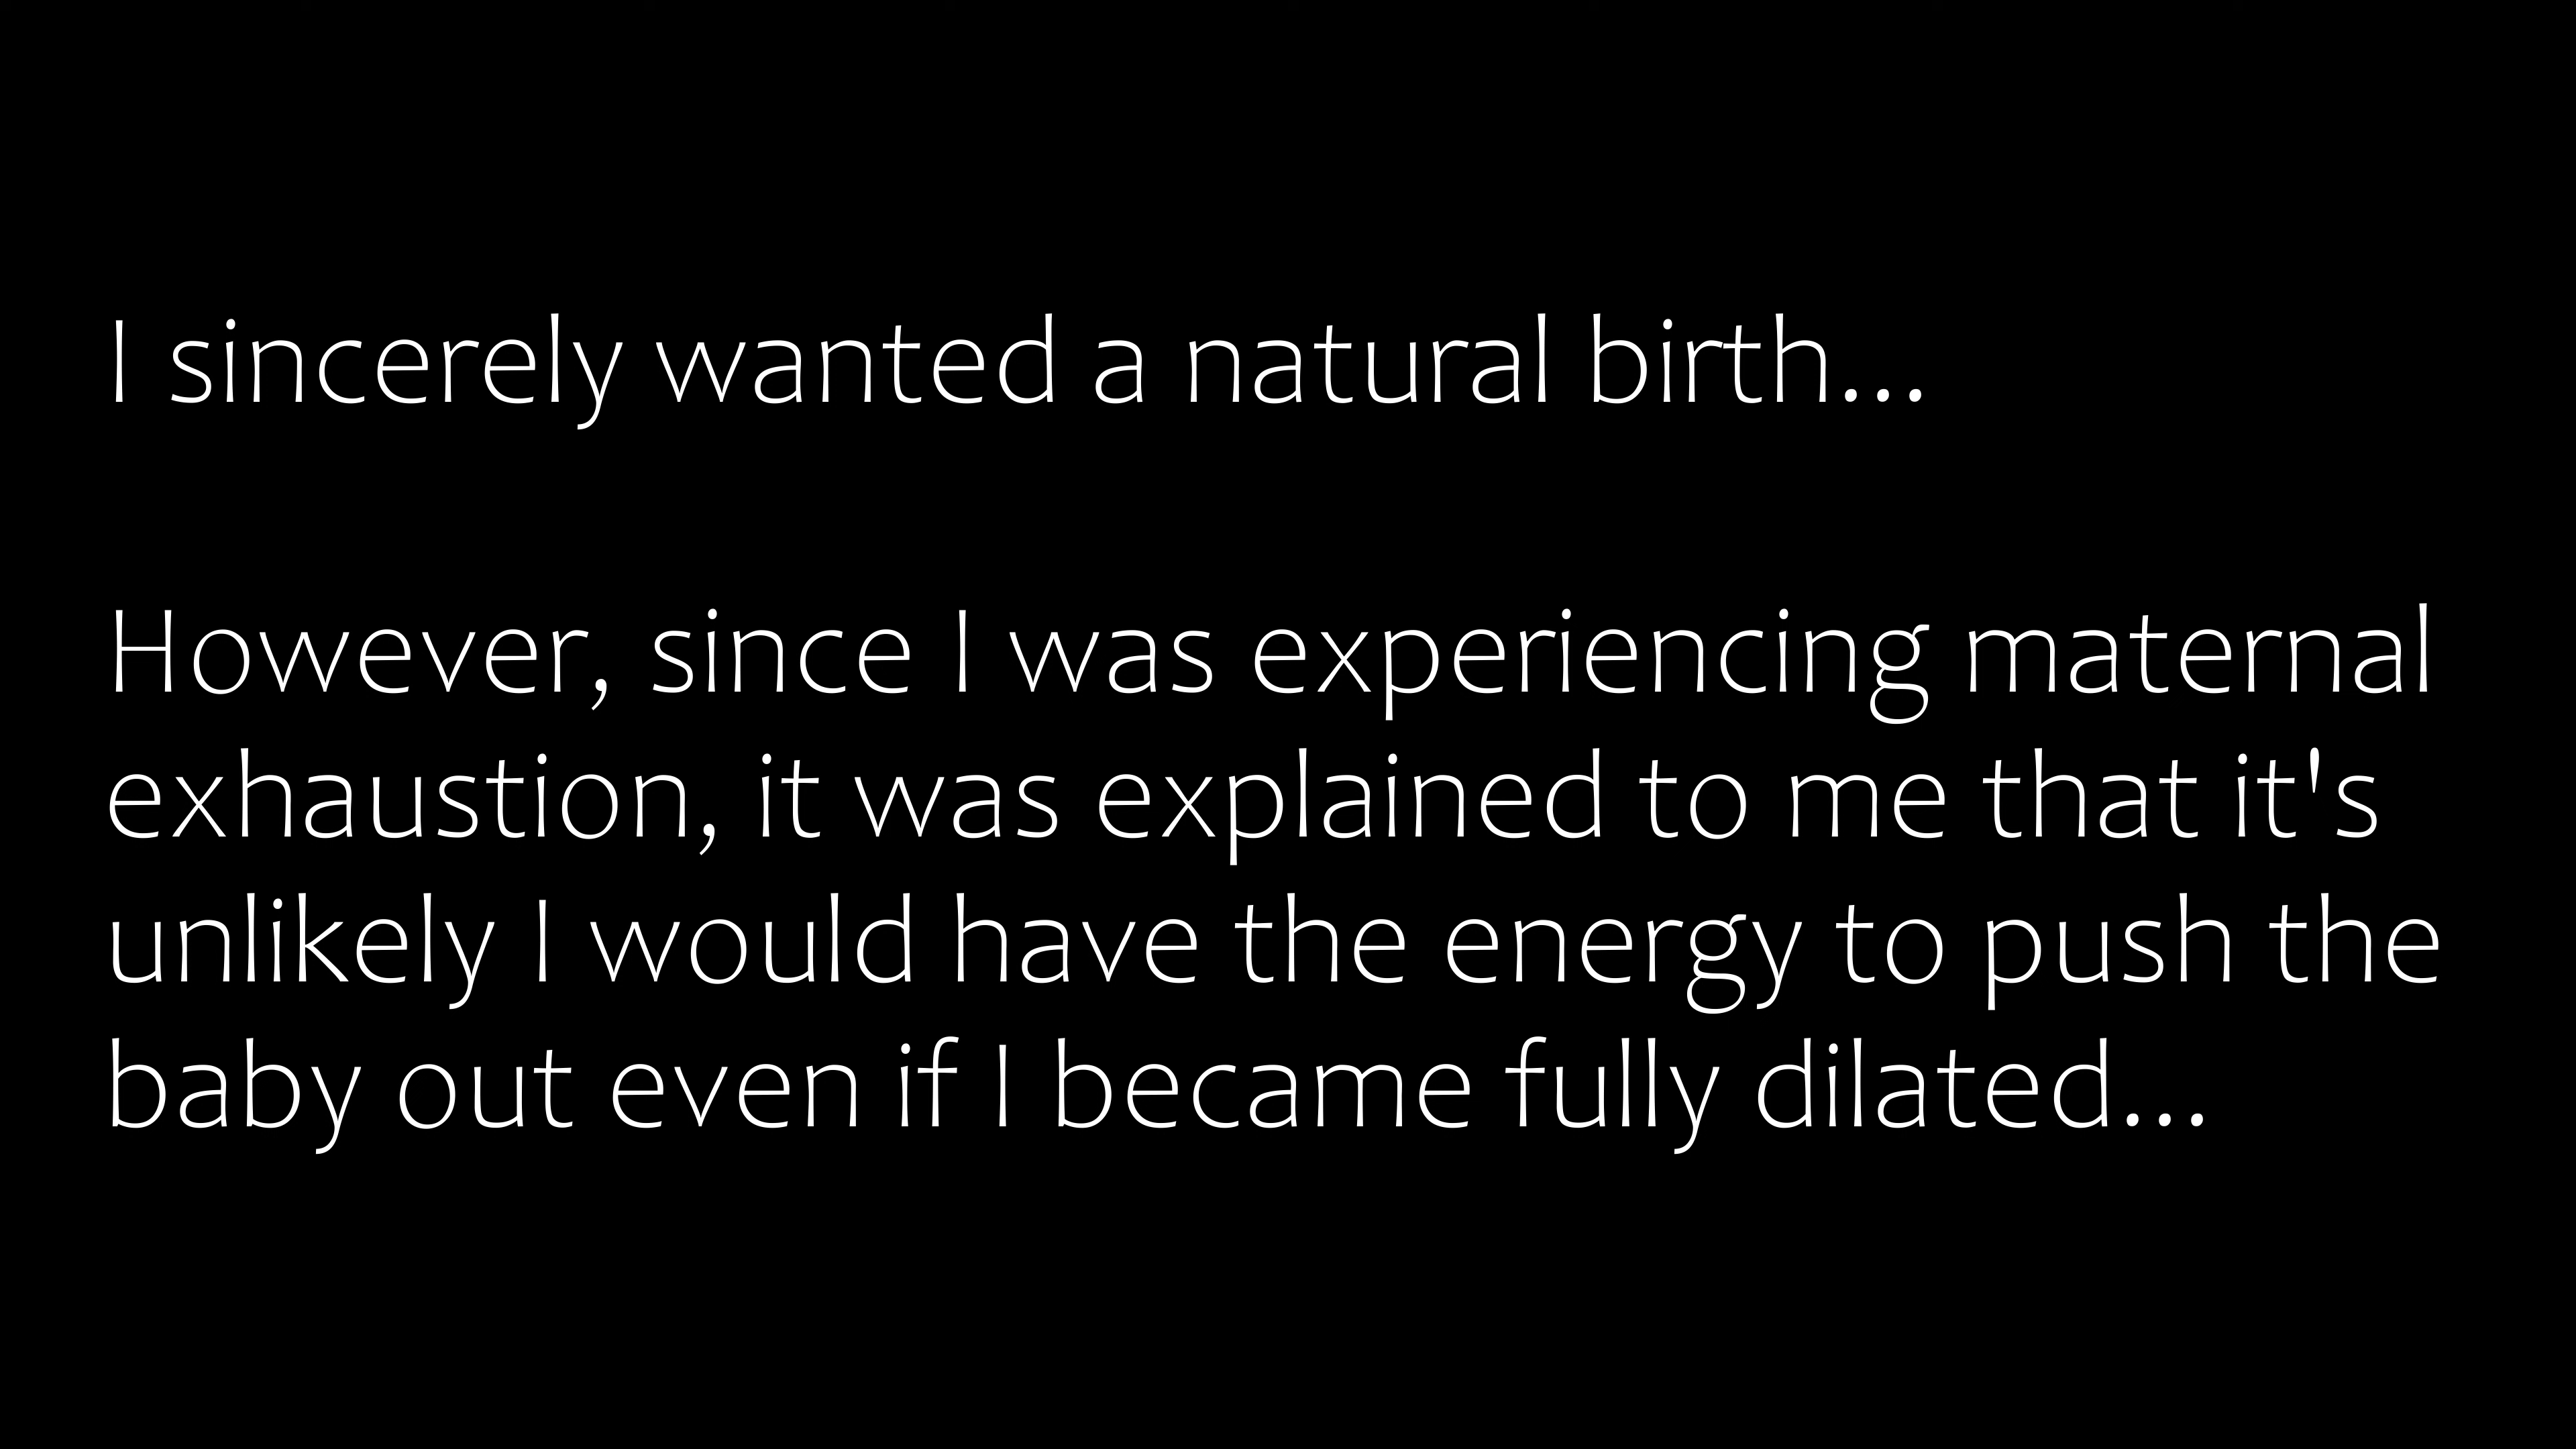 I sincerely wanted a natural birth...
However, since I was experiencing maternal
exhaustion, it was explained to me that it's
unlikely I would have the energy to push the
baby out even if I became fully dilated...